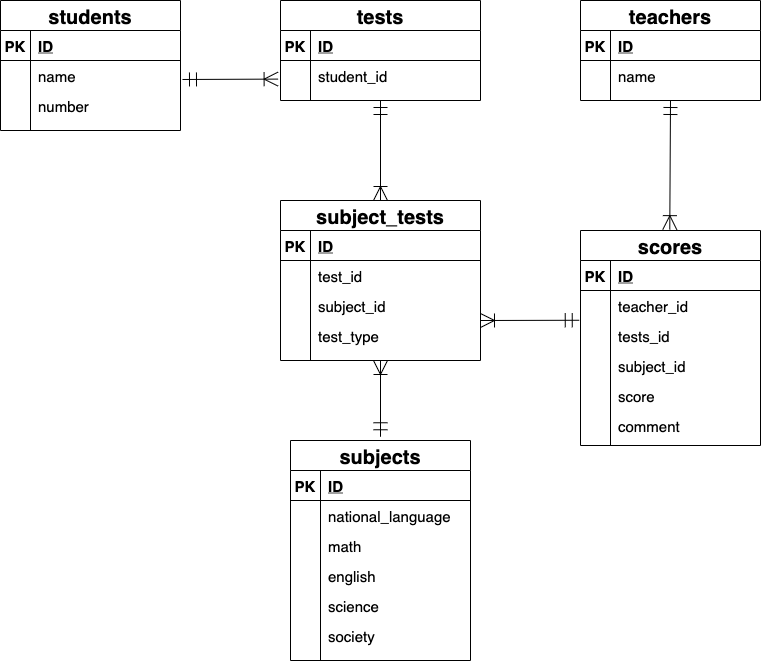 students
PK ID
name
number
tests
PK ID
student_id
teachers
PK ID
name
subject_tests
PK ID
test_id
subject_id
test_type
scores
PK ID
teacher_id
tests_id
subject_id
score
comment
subjects
PK ID
national_language
math
english
science
society